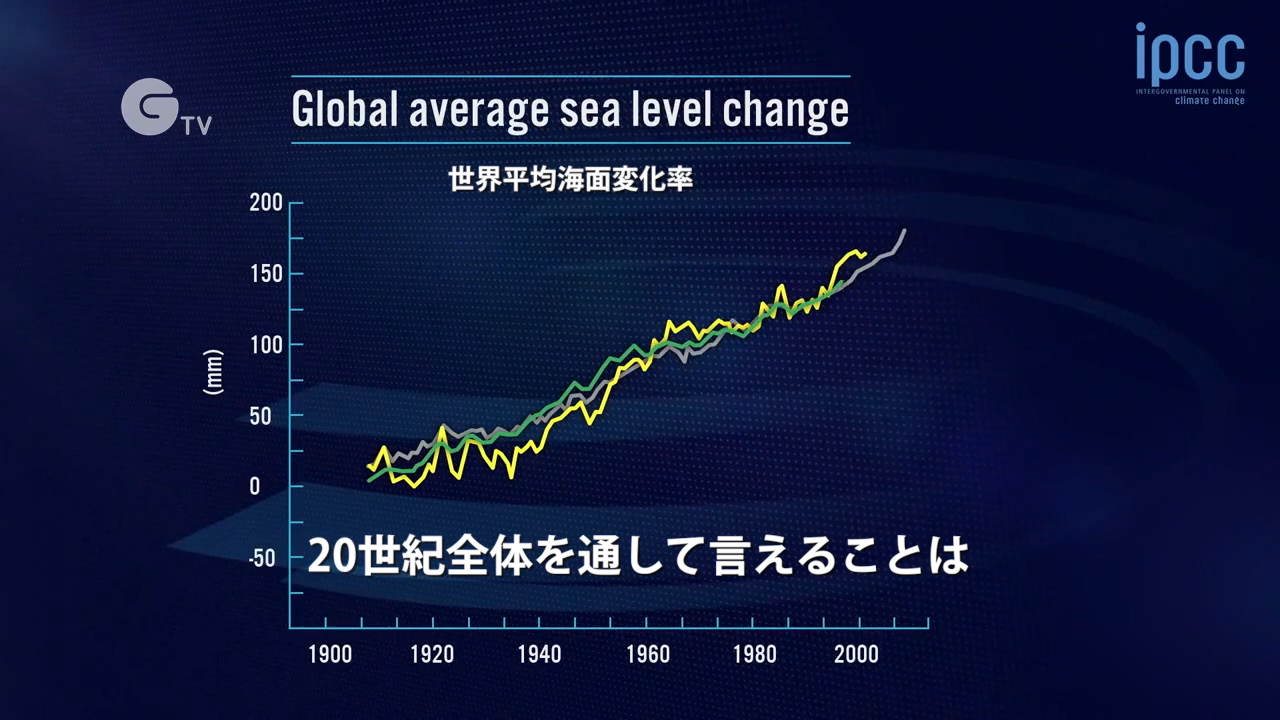 ipcc
INTERGOVERNMENTAL PANEL ON
climate change
G TV
Global average sea level change
世界平均海面変化率
200
150
100
50
0
-50
(mm)
20世紀全体を通して言えることは
1900 1920 1940 1960 1980 2000